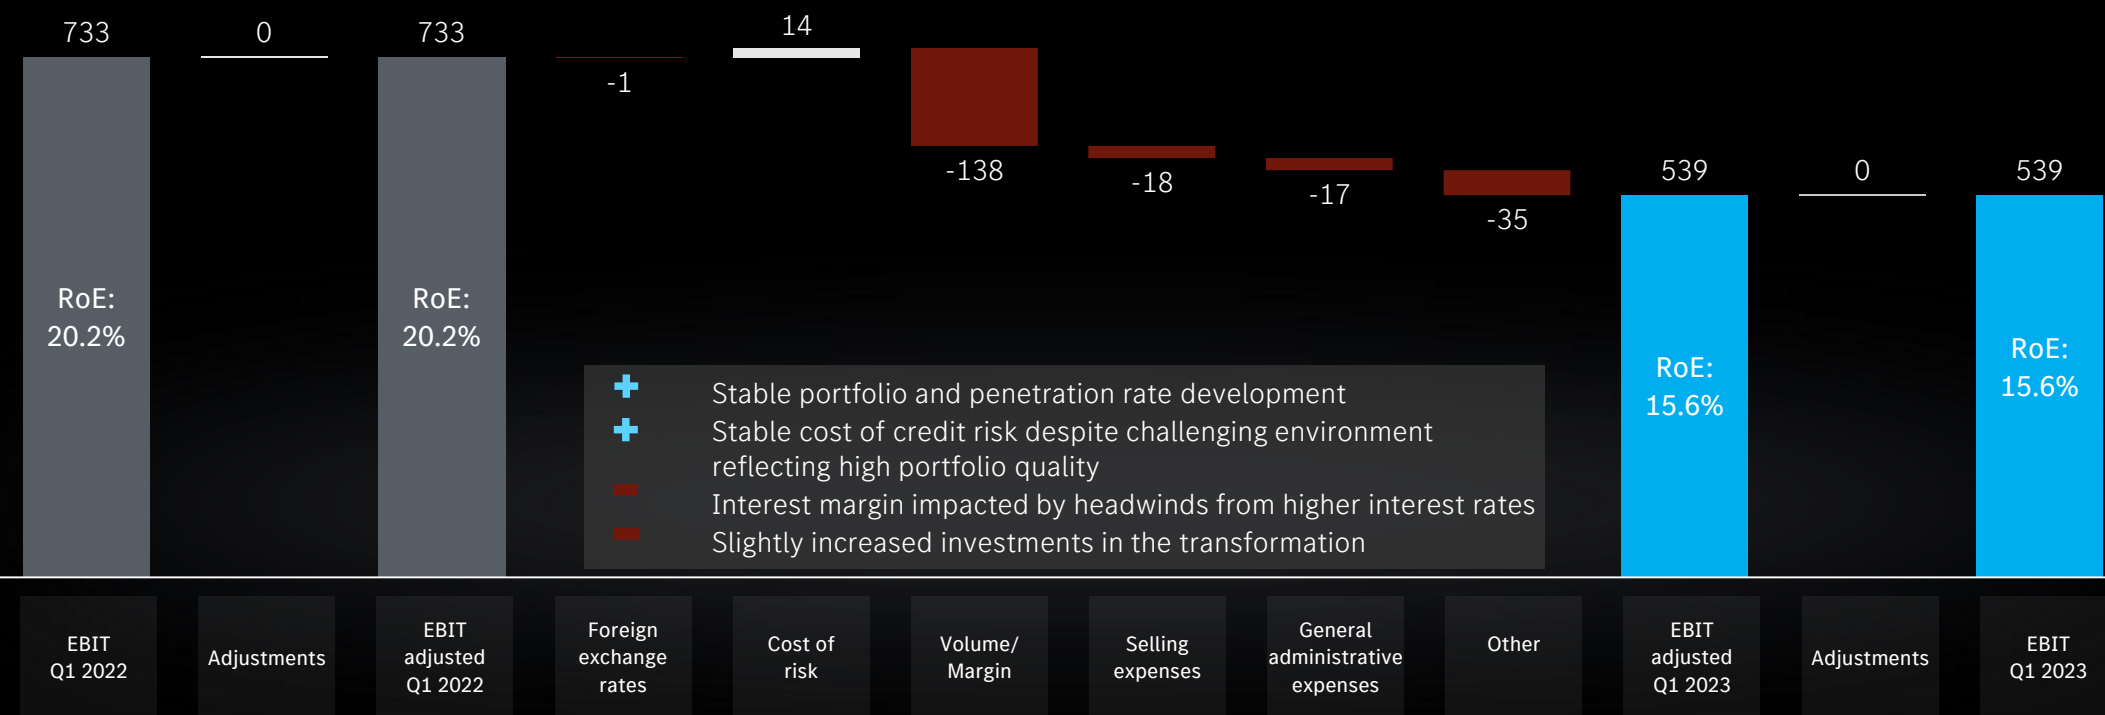 733
0
733
-1
14
-138
-18
-17
-35
539
0
539
RoE:
20.2%
RoE:
20.2%
RoE:
15.6%
RoE:
15.6%
Stable portfolio and penetration rate development
Stable cost of credit risk despite challenging environment
reflecting high portfolio quality
Interest margin impacted by headwinds from higher interest rates
Slightly increased investments in the transformation
EBIT
Q1 2022
Adjustments
EBIT
adjusted
Q1 2022
Foreign
exchange
rates
Cost of
risk
Volume/
Margin
Selling
expenses
General
administrative
expenses
Other
EBIT
adjusted
Q1 2023
Adjustments
EBIT
Q1 2023